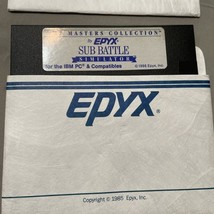 MASTERS COLLECTION
By EPYX®
SUB BATTLE
SIMULATOR
for the IBM PC® & Compatibles
© 1986 Epyx, Inc.
EPYX®
Copyright © 1985 Epyx, Inc.